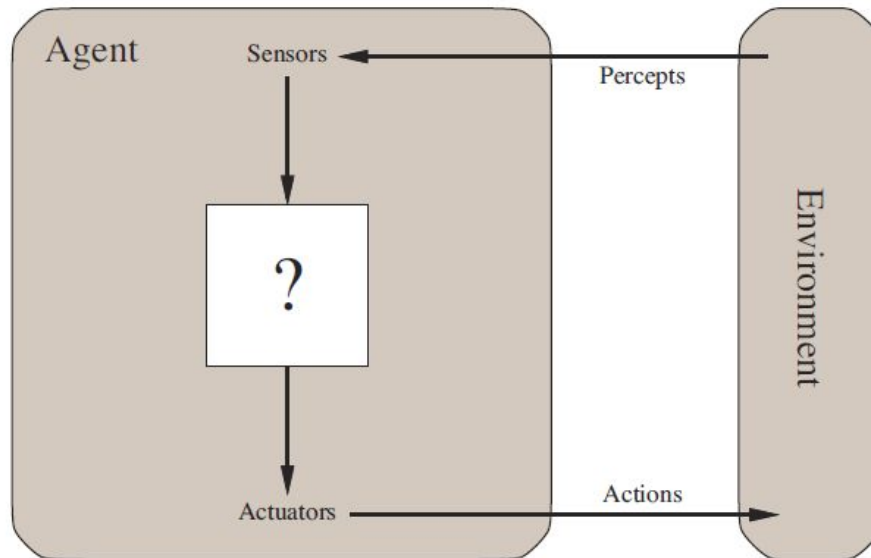 Agent
Sensors
Percepts
?
Environment
Actuators
Actions